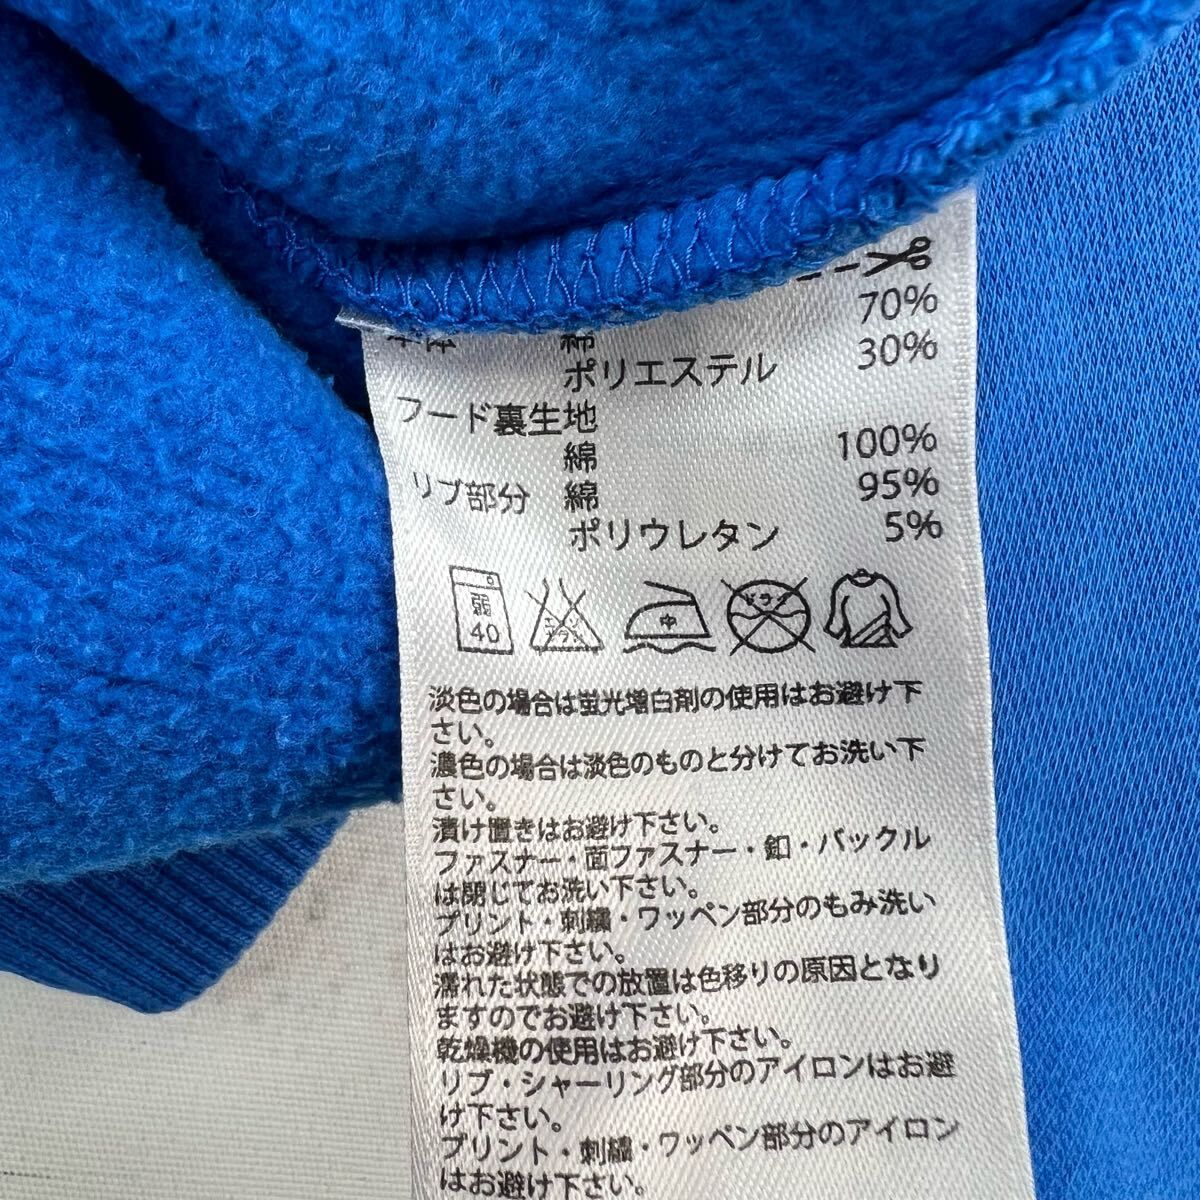 綿 70%
ポリエステル 30%
フード裏生地
綿 100%
リブ部分 綿 95%
ポリウレタン 5%
弱 40 エンソ サラシ 中 ドライ
淡色の場合は蛍光増白剤の使用はお避け下
さい。
濃色の場合は淡色のものと分けてお洗い下
さい。
漬け置きはお避け下さい。
ファスナー・面ファスナー・釦・バックル
は閉じてお洗い下さい。
プリント・刺繍・ワッペン部分のもみ洗い
はお避け下さい。
濡れた状態での放置は色移りの原因となり
ますのでお避け下さい。
乾燥機の使用はお避け下さい。
リブ・シャーリング部分のアイロンはお避
け下さい。
プリント・刺繍・ワッペン部分のアイロン
はお避け下さい。